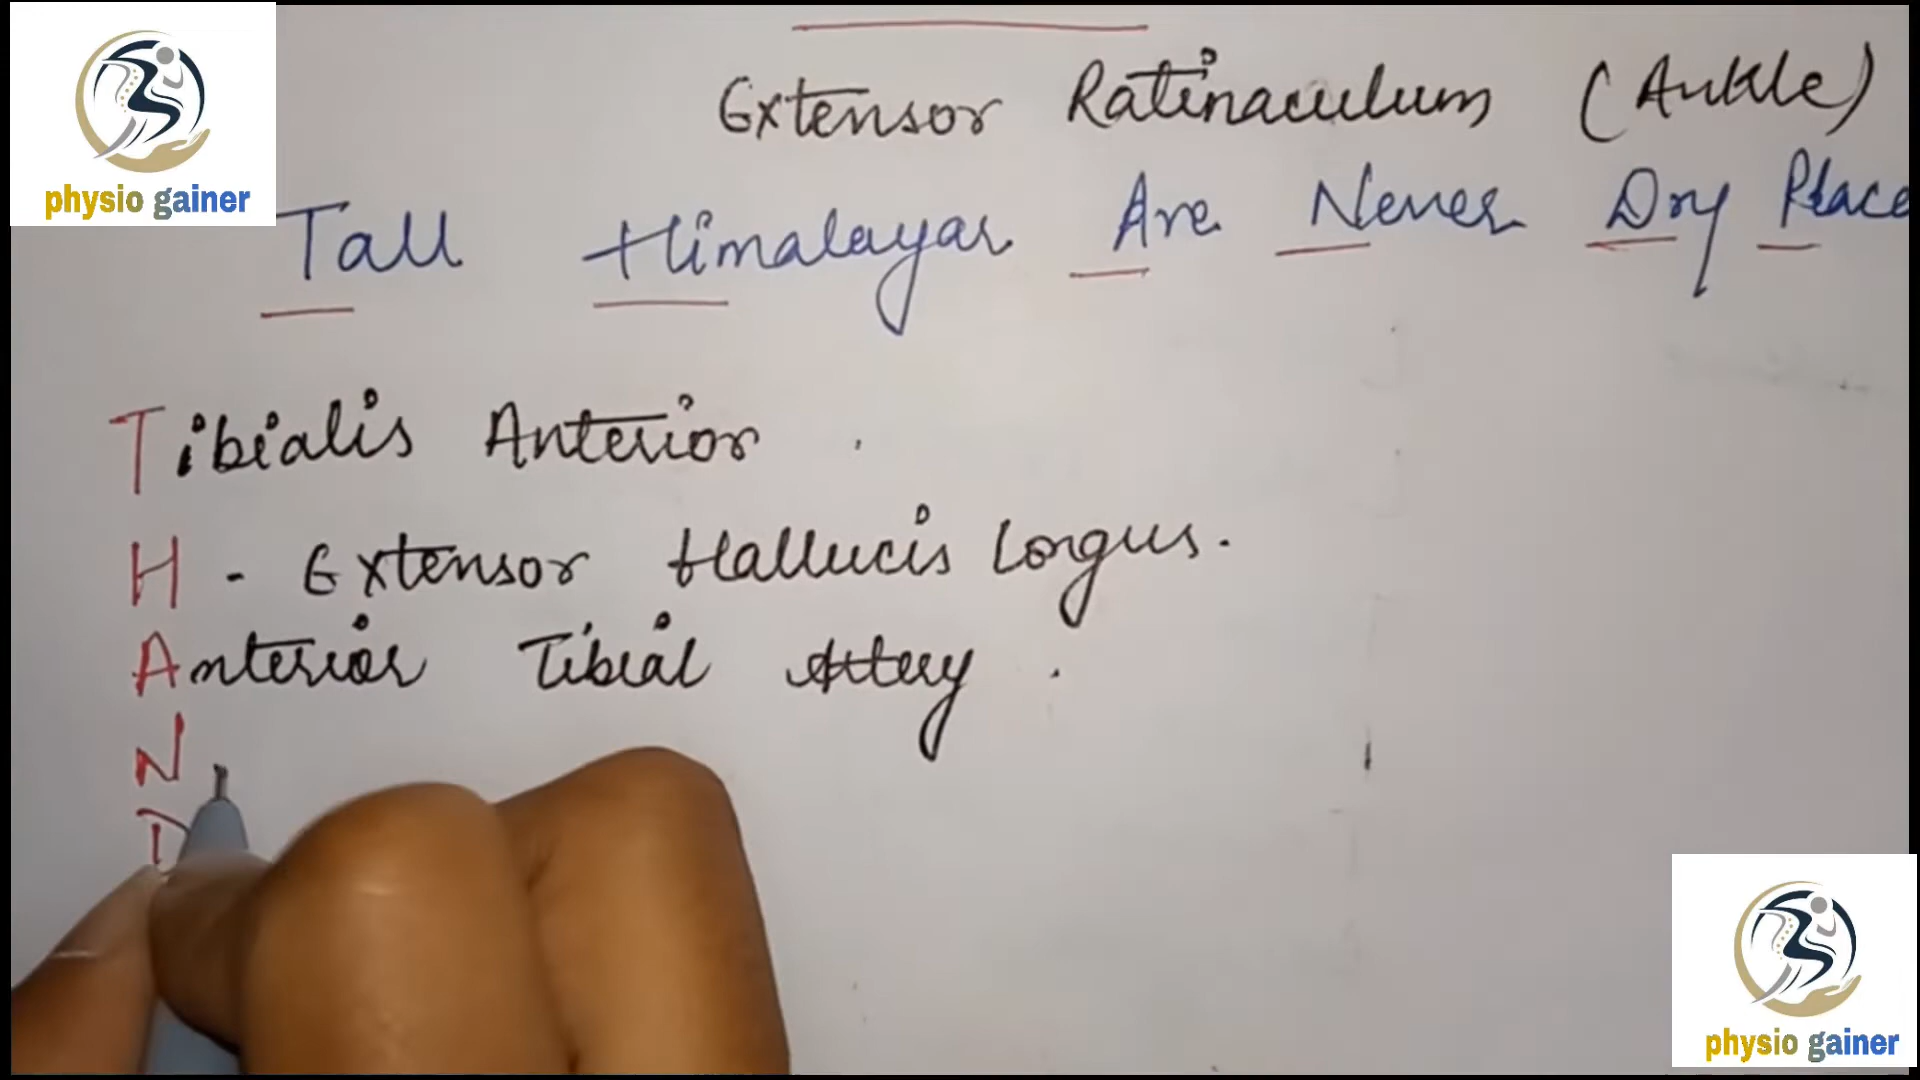 physio gainer
Extensor Ratinaculum (Ankle)
Tall Himalayas Are Never Dry Place
Tibialis Anterior
H - Extensor Hallucis Longus.
Anterior Tibial Artery.
N
D
physio gainer